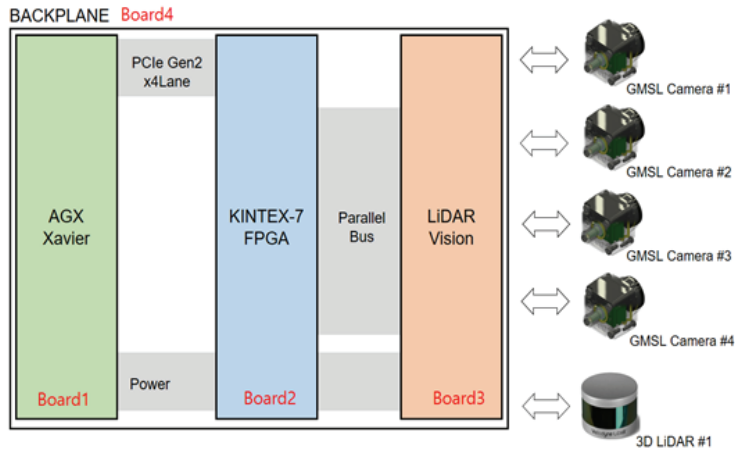 BACKPLANE Board4
PCIe Gen2
x4Lane
AGX
Xavier
KINTEX-7
FPGA
Parallel
Bus
LiDAR
Vision
Power
Board1
Board2
Board3
GMSL Camera #1
GMSL Camera #2
GMSL Camera #3
GMSL Camera #4
3D LiDAR #1